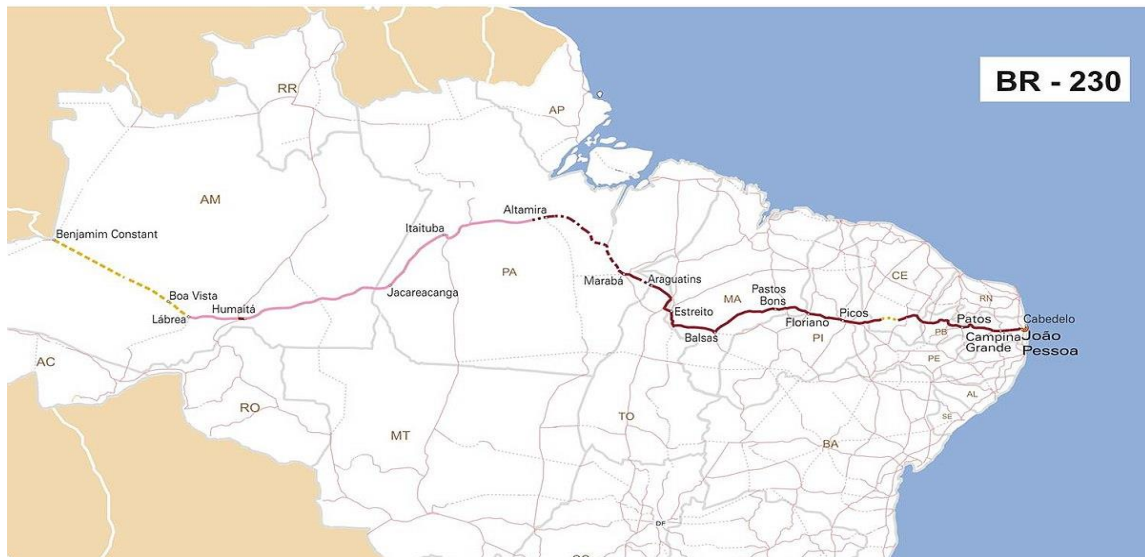 BR - 230
RR
AP
AM
Altamira
Itaituba
Benjamim Constant
PA
CE
Marabá
Araguatins
Jacareacanga
Boa Vista
Humaitá
Lábrea
MA
Pastos
Bons
RN
Estreito
Floriano
Picos
Patos
Cabedelo
Balsas
PI
PB
Campina
Grande
João
Pessoa
PE
AC
AL
RO
TO
SE
MT
BA
DF